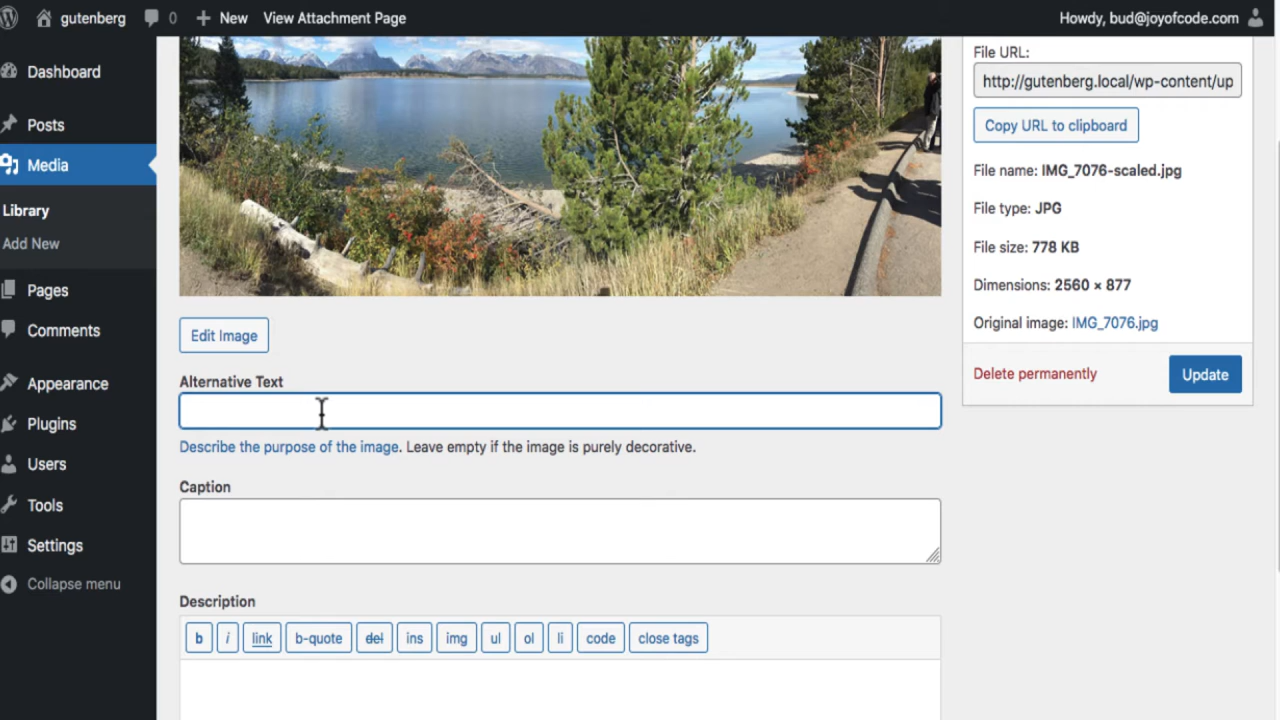 gutenberg 0 New View Attachment Page Howdy, bud@joyofcode.com
Dashboard
Posts
Media
Library
Add New
Pages
Comments
Appearance
Plugins
Users
Tools
Settings
Collapse menu
Edit Image
Alternative Text
Describe the purpose of the image. Leave empty if the image is purely decorative.
Caption
Description
b i link b-quote del ins img ul ol li code close tags
File URL:
http://gutenberg.local/wp-content/up
Copy URL to clipboard
File name: IMG_7076-scaled.jpg
File type: JPG
File size: 778 KB
Dimensions: 2560 × 877
Original image: IMG_7076.jpg
Delete permanently Update